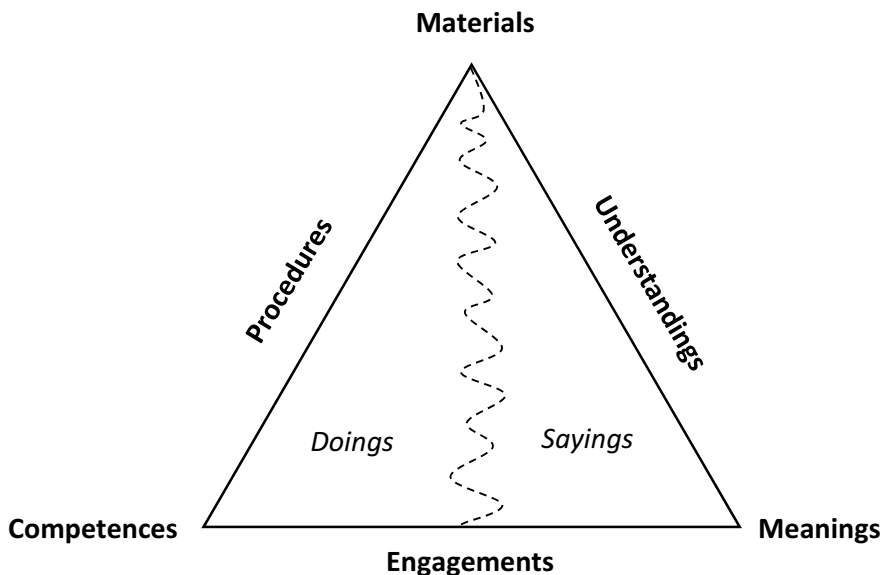 Materials
Procedures
Understandings
Doings
Sayings
Competences
Meanings
Engagements